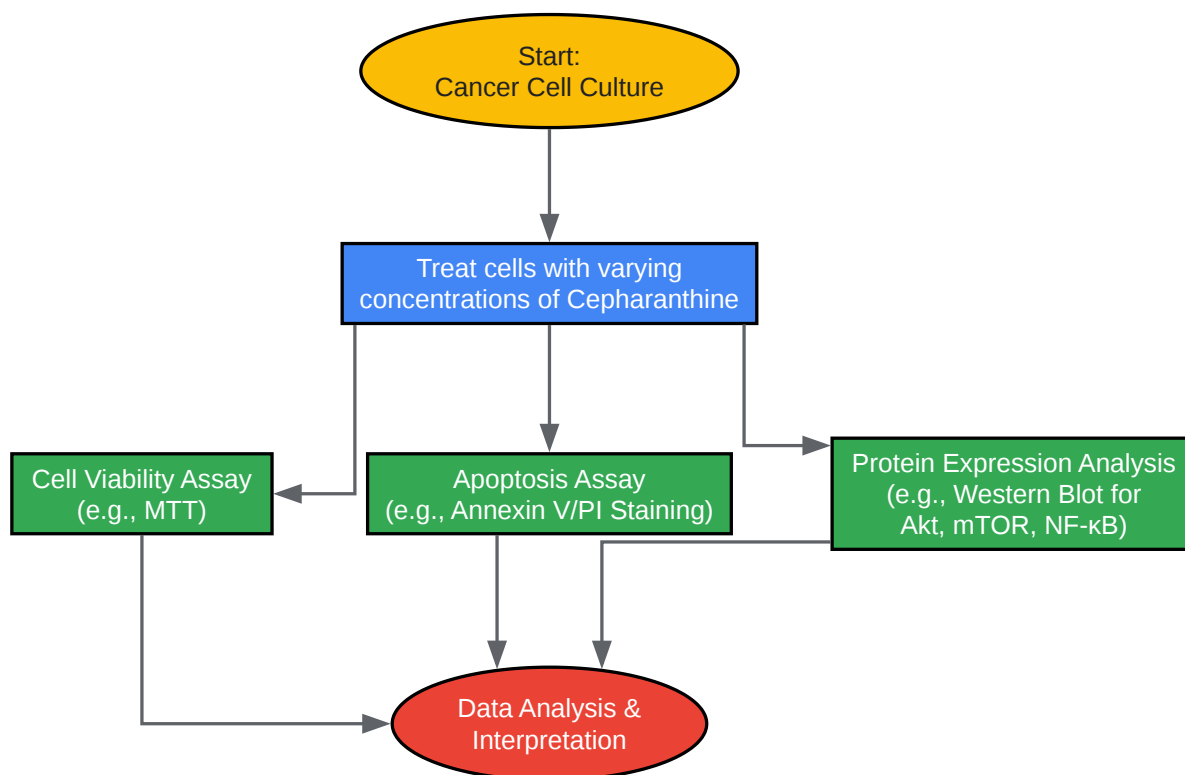 Start:
Cancer Cell Culture
Treat cells with varying
concentrations of Cepharanthine
Cell Viability Assay
(e.g., MTT)
Apoptosis Assay
(e.g., Annexin V/PI Staining)
Protein Expression Analysis
(e.g., Western Blot for
Akt, mTOR, NF-κB)
Data Analysis &
Interpretation